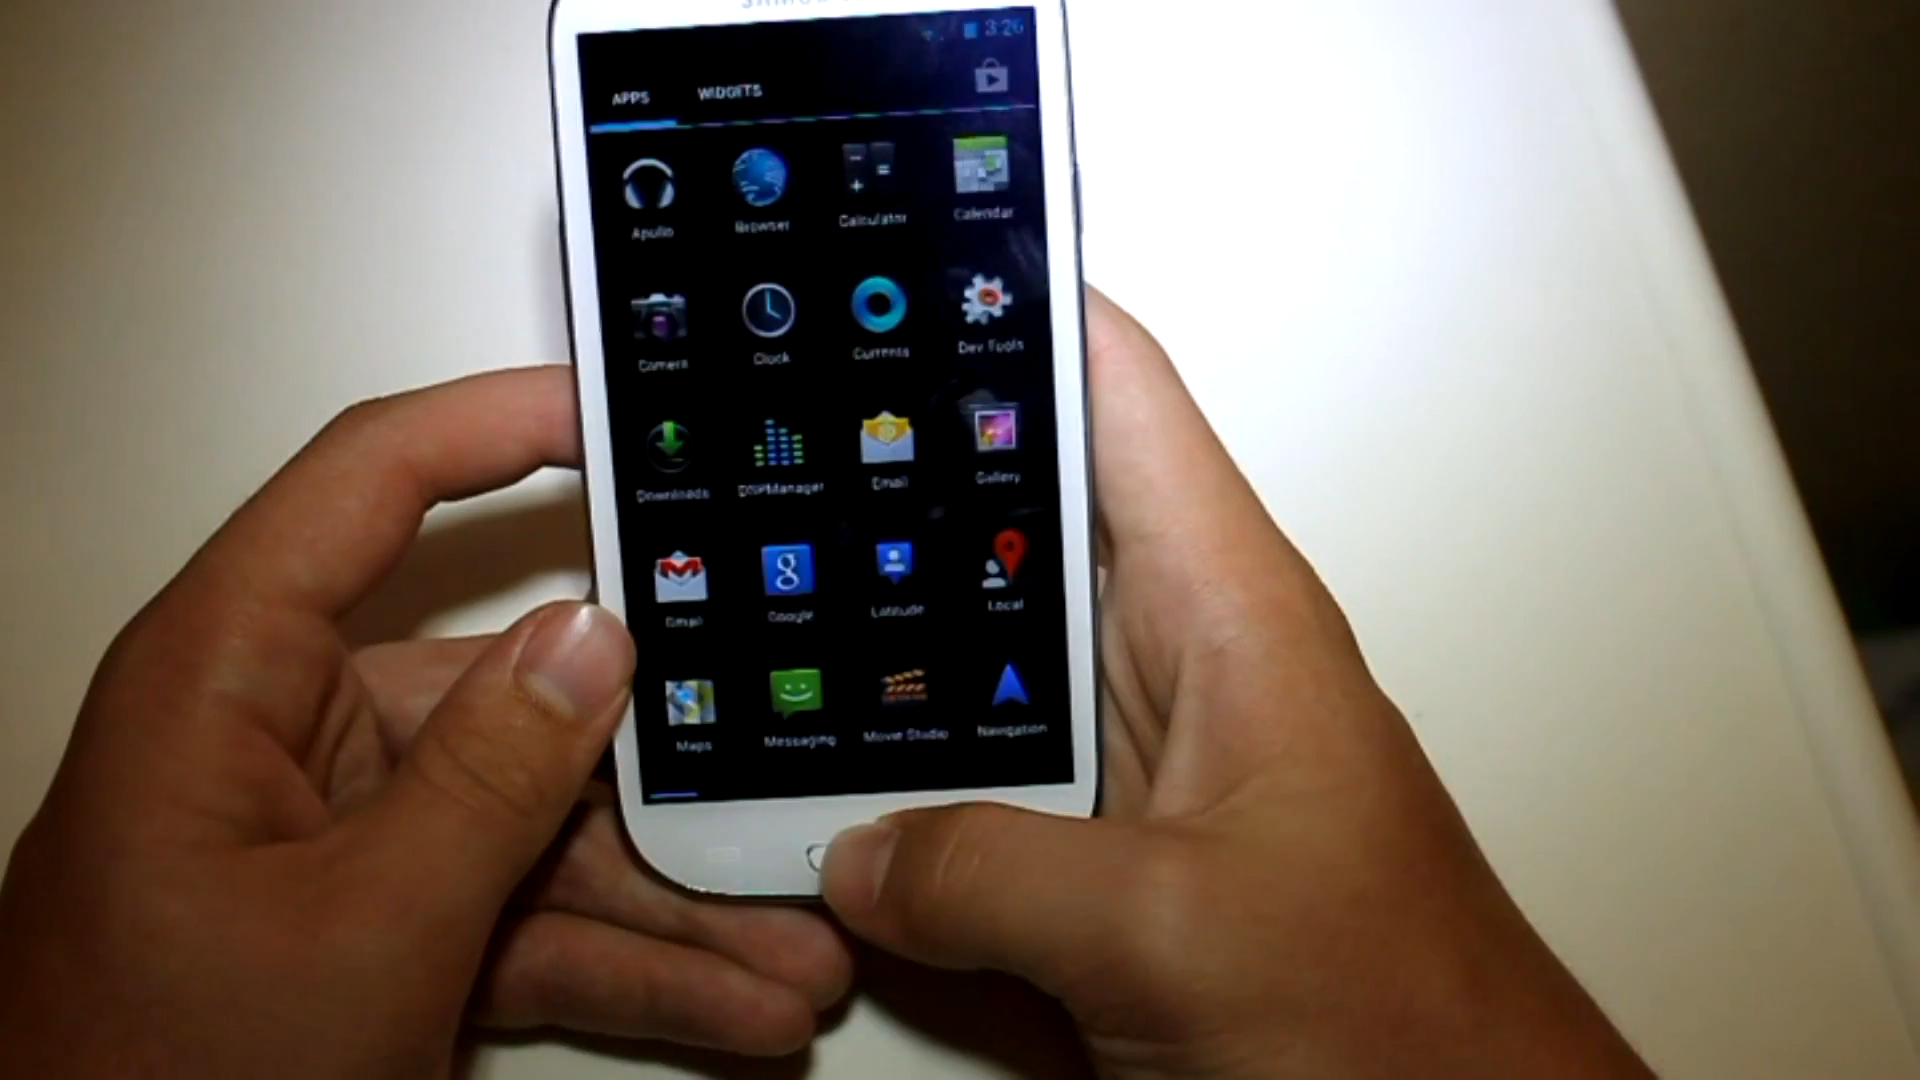 3:26
APPS WIDGETS
Apollo Browser Calculator Calendar
Camera Clock Currents Dev Tools
Downloads DSPManager Email Gallery
Gmail Google Latitude Local
Maps Messaging Movie Studio Navigation